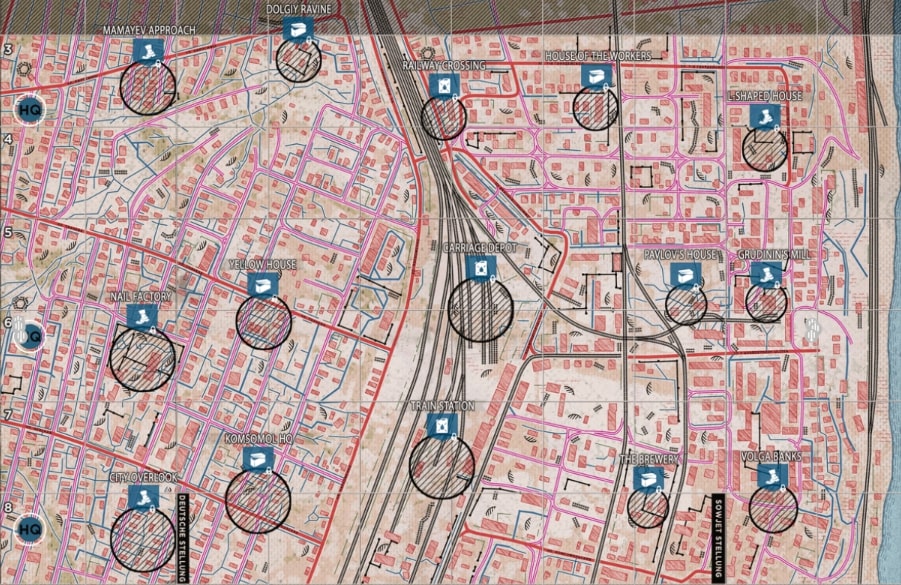 DOLGIY RAVINE
MAMAYEV APPROACH
3
RAILWAY CROSSING
HOUSE OF THE WORKERS
L-SHAPED HOUSE
HQ
4
5
CARRIAGE DEPOT
YELLOW HOUSE
PAVLOV'S HOUSE
GRUDININ'S MILL
NAIL FACTORY
6
HQ
7
TRAIN STATION
KOMSOMOL HQ
THE BREWERY
VOLGA BANKS
CITY OVERLOOK
8
HQ
DEUTSCHE STELLUNG
SOWJET STELLUNG